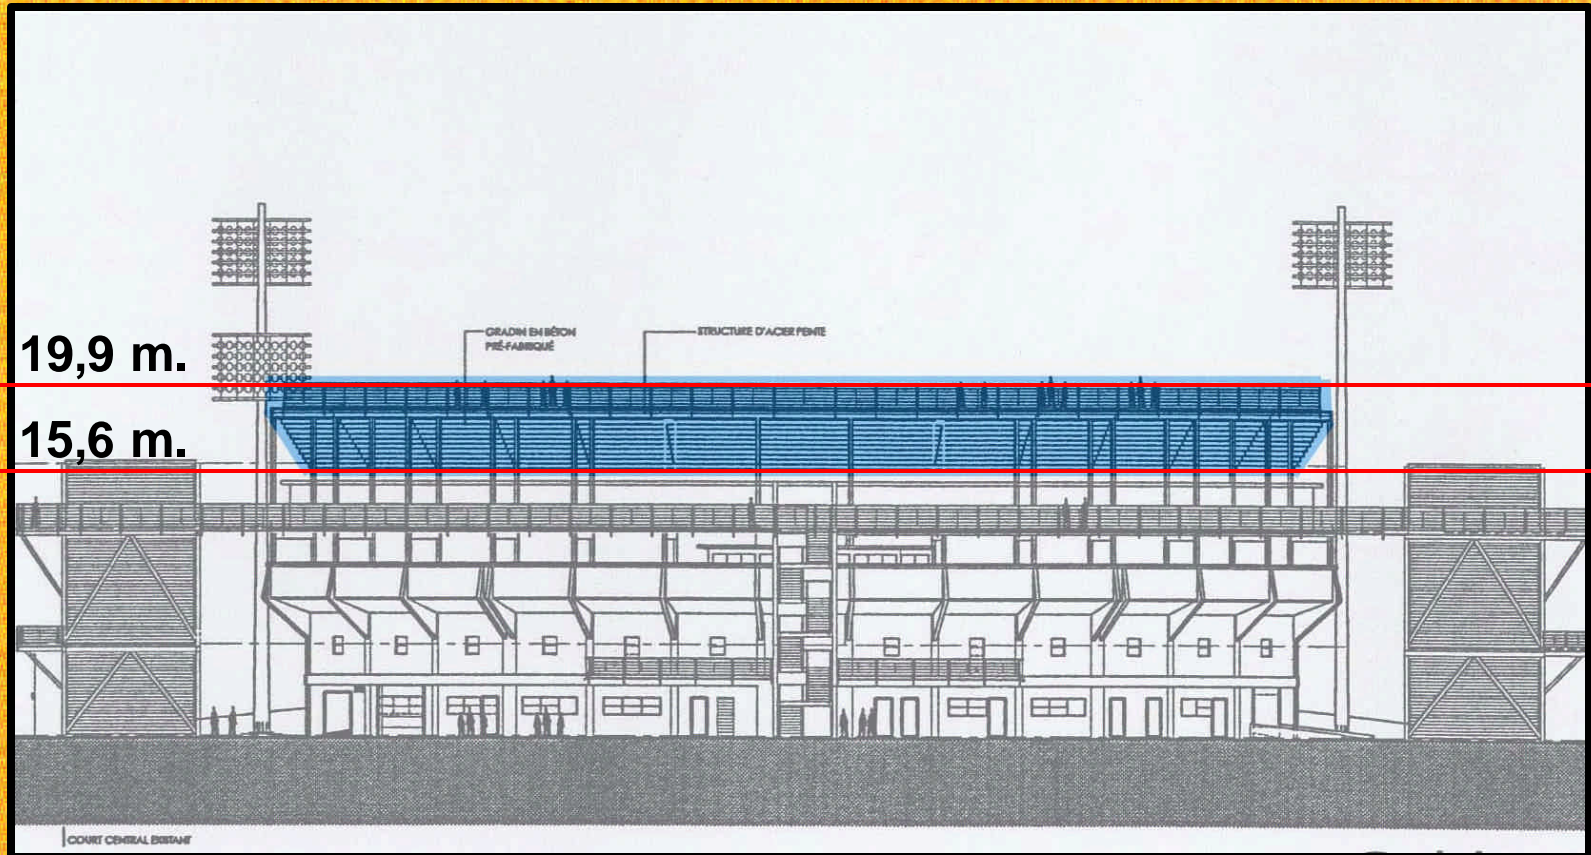 GRADIN EN BÉTON
PRÉ-FABRIQUÉ
STRUCTURE D'ACIER PEINTE
19,9 m.
15,6 m.
COURT CENTRAL EXISTANT